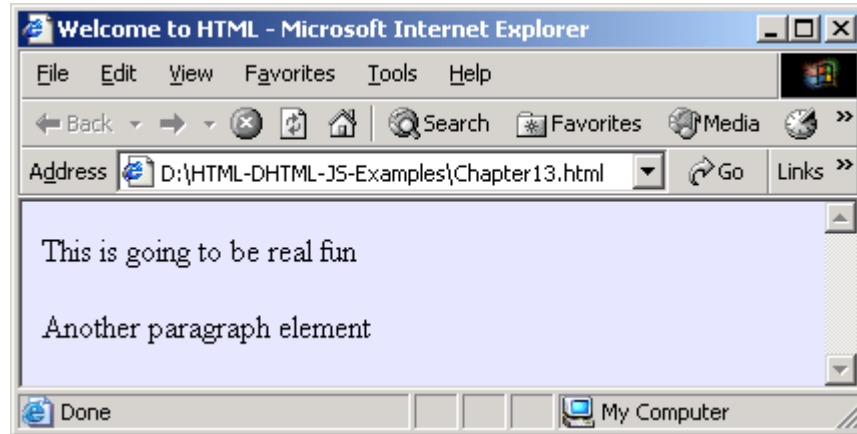 Welcome to HTML - Microsoft Internet Explorer
File Edit View Favorites Tools Help
Back Search Favorites Media »
Address D:\HTML-DHTML-JS-Examples\Chapter13.html Go Links »
This is going to be real fun
Another paragraph element
Done My Computer